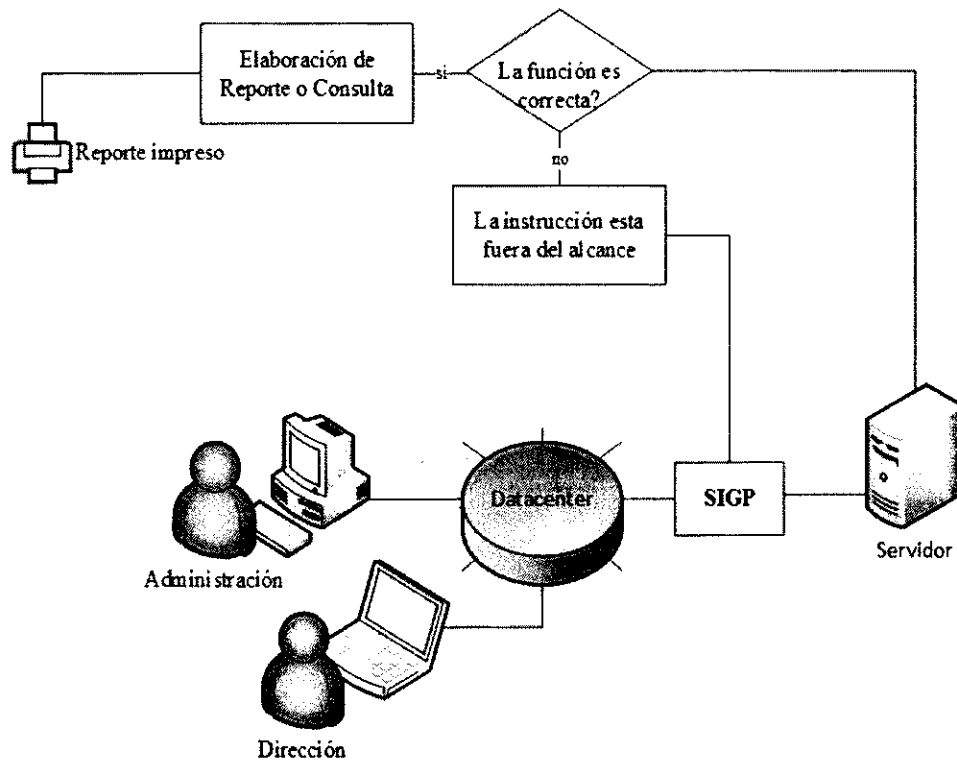 Elaboración de
Reporte o Consulta
si
La función es
correcta?
Reporte impreso
no
La instrucción esta
fuera del alcance
Datacenter
SIGP
Servidor
Administración
Dirección